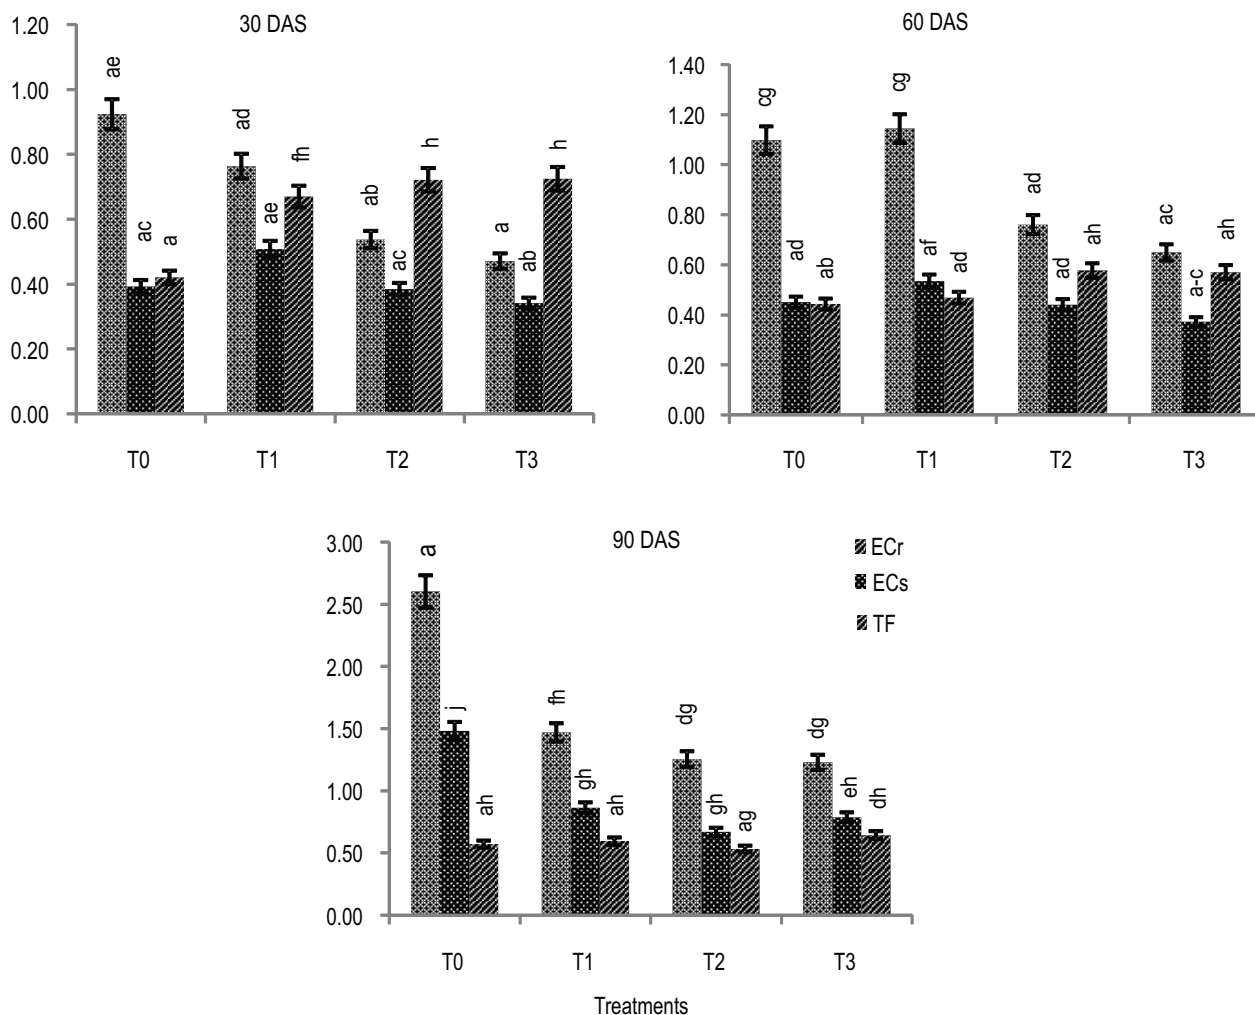 30 DAS
1.20
1.00
0.80
0.60
0.40
0.20
0.00
ae
ac
a
ad
ae
fh
ab
ac
h
a
ab
h
T0
T1
T2
T3
60 DAS
1.40
1.20
1.00
0.80
0.60
0.40
0.20
0.00
cg
ad
ab
cg
af
ad
ad
ad
ah
ac
a-c
ah
T0
T1
T2
T3
90 DAS
3.00
2.50
2.00
1.50
1.00
0.50
0.00
a
j
ah
fh
gh
ah
dg
gh
ag
dg
eh
dh
ECr
ECs
TF
T0
T1
T2
T3
Treatments